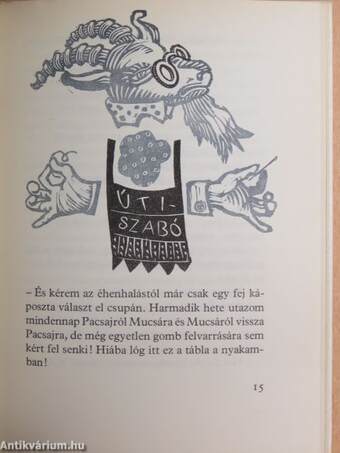 ÚTI-
SZABÓ
– És kérem az éhenhalástól már csak egy fej ká-
poszta választ el csupán. Harmadik hete utazom
mindennap Pacsajról Mucsára és Mucsáról vissza
Pacsajra, de még egyetlen gomb felvarrására sem
kért fel senki! Hiába lóg itt ez a tábla a nyakam-
ban!
15
Antikvárium.hu